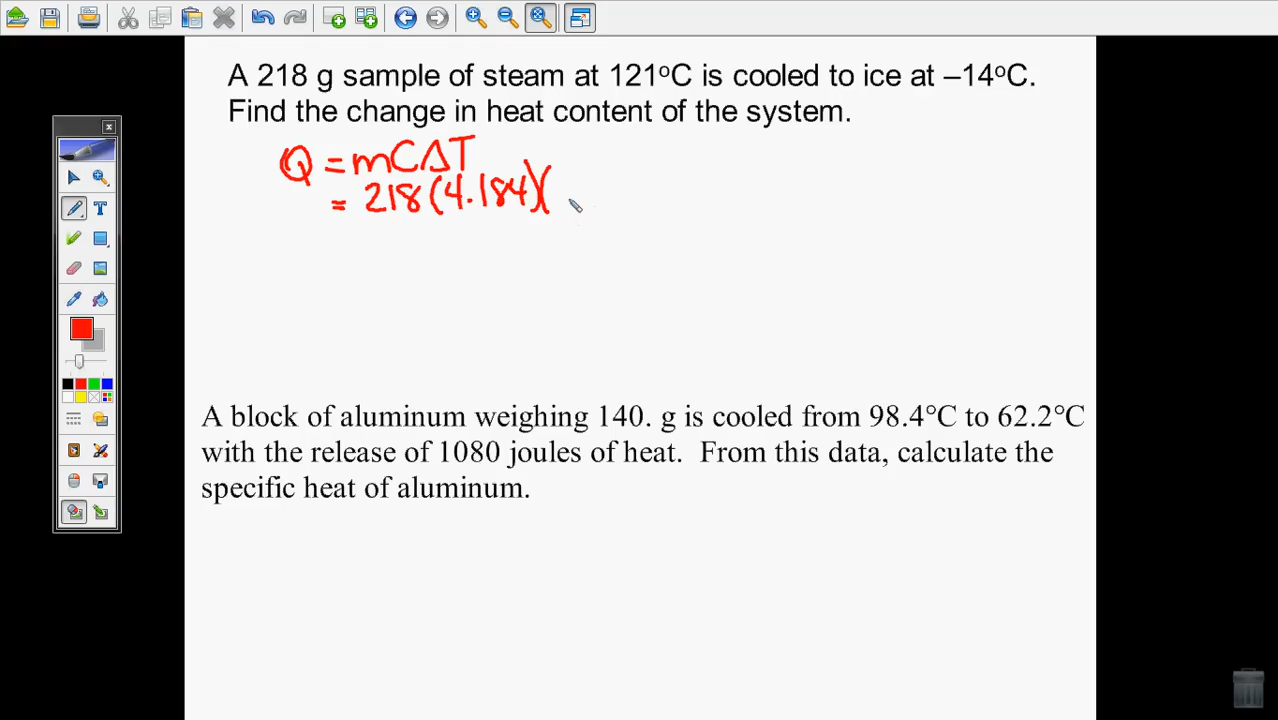 A 218 g sample of steam at 121°C is cooled to ice at –14°C.
Find the change in heat content of the system.
Q = mCΔT
= 218(4.184)(
A block of aluminum weighing 140. g is cooled from 98.4°C to 62.2°C
with the release of 1080 joules of heat.  From this data, calculate the
specific heat of aluminum.